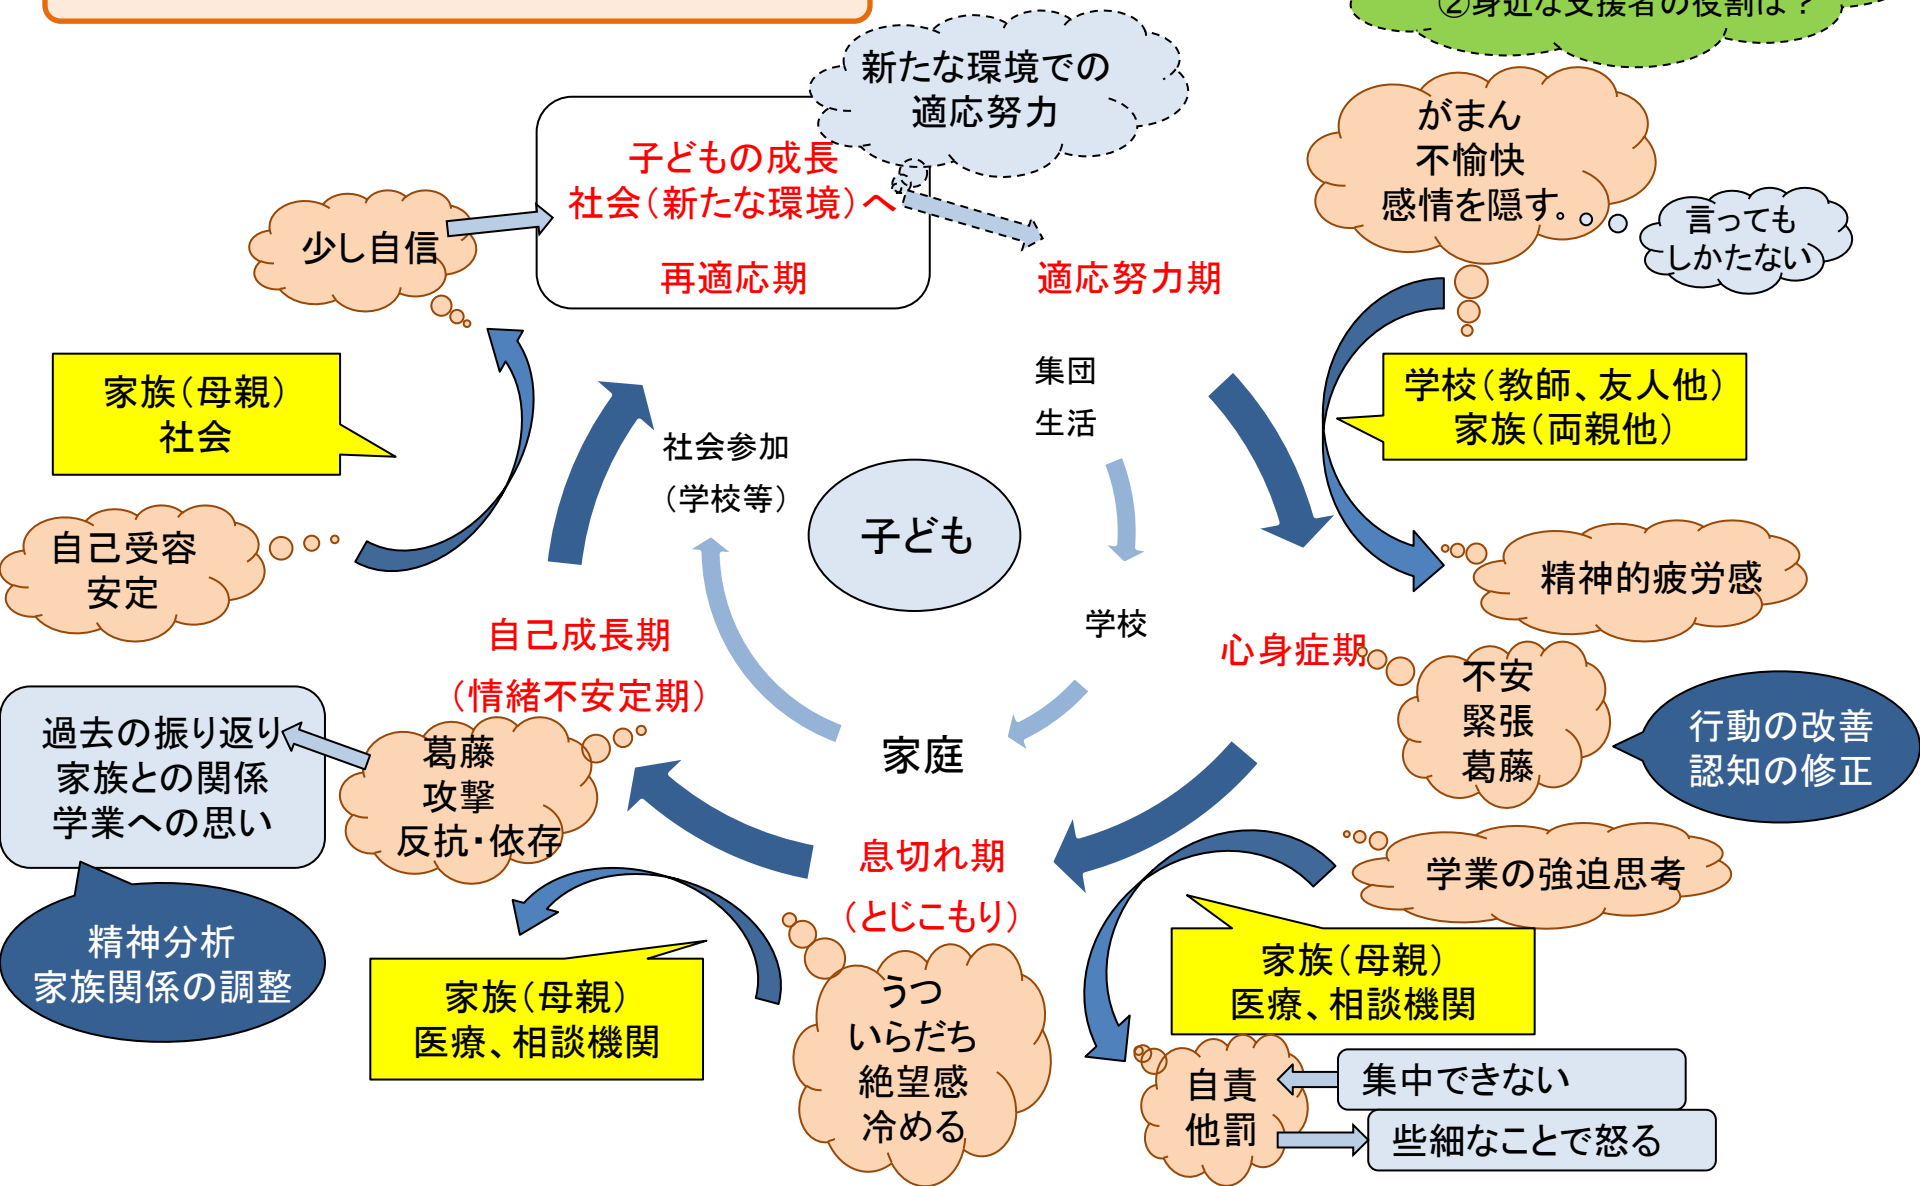 ②身近な支援者の役割は？
新たな環境での
適応努力
子どもの成長
社会（新たな環境）へ
再適応期
少し自信
適応努力期
がまん
不愉快
感情を隠す。
言っても
しかたない
家族（母親）
社会
集団
生活
学校（教師、友人他）
家族（両親他）
社会参加
（学校等）
子ども
自己受容
安定
精神的疲労感
学校
自己成長期
（情緒不安定期）
心身症期
不安
緊張
葛藤
行動の改善
認知の修正
過去の振り返り
家族との関係
学業への思い
葛藤
攻撃
反抗・依存
家庭
息切れ期
（とじこもり）
学業の強迫思考
精神分析
家族関係の調整
家族（母親）
医療、相談機関
うつ
いらだち
絶望感
冷める
家族（母親）
医療、相談機関
自責
他罰
集中できない
些細なことで怒る